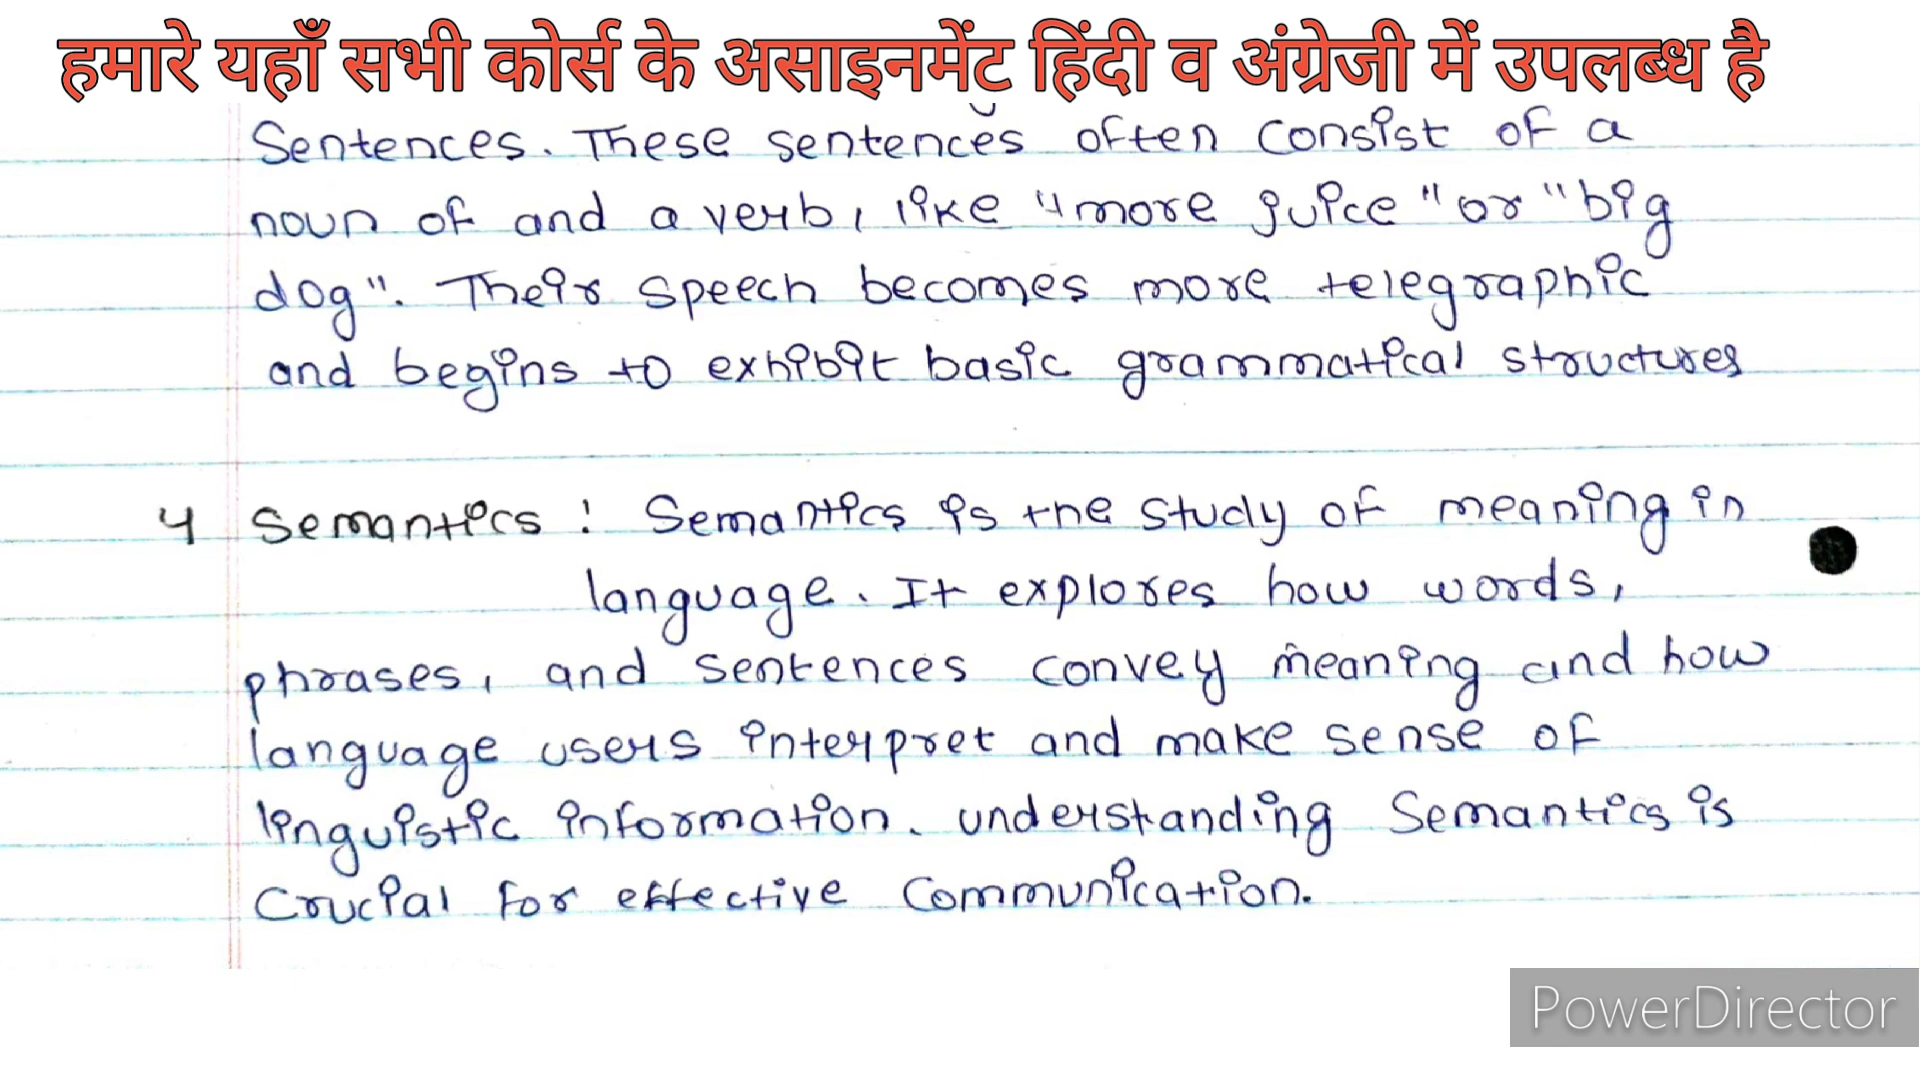 हमारे यहाँ सभी कोर्स के असाइनमेंट हिंदी व अंग्रेजी में उपलब्ध है
Sentences. These sentences often consist of a
noun of and a verb, like "more juice" or "big
dog". Their speech becomes more telegraphic
and begins to exhibit basic grammatical structures
4 Semantics : Semantics is the study of meaning in
language. It explores how words,
phrases, and sentences convey meaning and how
language users interpret and make sense of
linguistic information. understanding Semantics is
Crucial for effective Communication.
PowerDirector